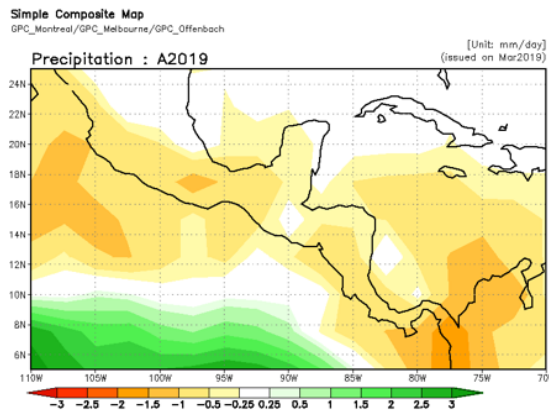 Simple Composite Map
GPC_Montreal/GPC_Melbourne/GPC_Offenbach
[Unit: mm/day]
Precipitation : A2019
(issued on Mar2019)
24N
22N
20N
18N
16N
14N
12N
10N
8N
6N
110W 105W 100W 95W 90W 85W 80W 75W 70
-3 -2.5 -2 -1.5 -1 -0.5 -0.25 0.25 0.5 1 1.5 2 2.5 3